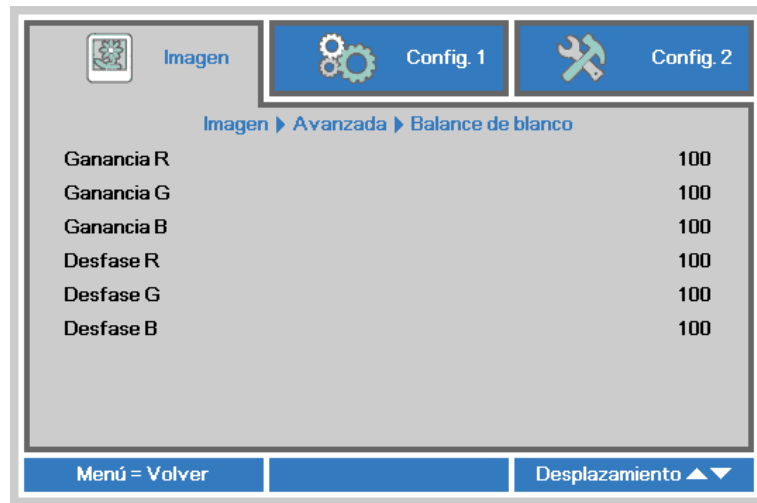 Imagen
Config. 1
Config. 2
Imagen ▶ Avanzada ▶ Balance de blanco
Ganancia R 100
Ganancia G 100
Ganancia B 100
Desfase R 100
Desfase G 100
Desfase B 100
Menú = Volver
Desplazamiento ▲▼